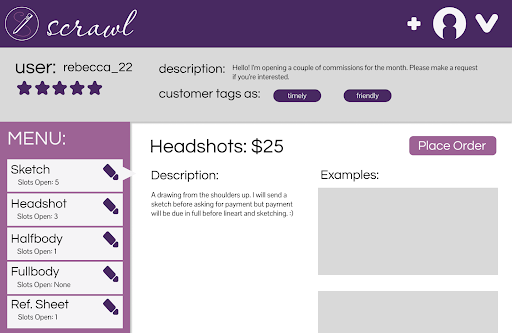 scrawl
user: rebecca_22
description: Hello! I'm opening a couple of commissions for the month. Please make a request
if you're interested.
customer tags as: timely friendly
MENU:
Sketch
Slots Open: 5
Headshot
Slots Open: 3
Halfbody
Slots Open: 1
Fullbody
Slots Open: None
Ref. Sheet
Slots Open: 1
Headshots: $25
Place Order
Description:
A drawing from the shoulders up. I will send a
sketch before asking for payment but payment
will be due in full before lineart and sketching. :)
Examples: